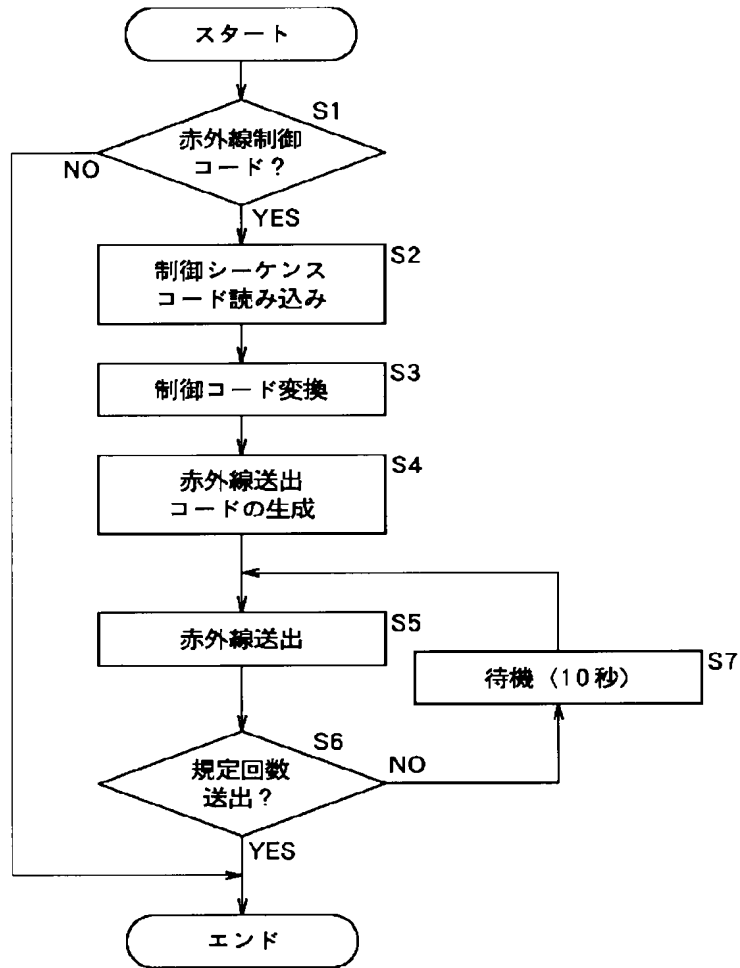 スタート
S1
赤外線制御
コード？
NO
YES
S2
制御シーケンス
コード読み込み
S3
制御コード変換
S4
赤外線送出
コードの生成
S5
赤外線送出
S7
待機（10秒）
S6
規定回数
送出？
NO
YES
エンド